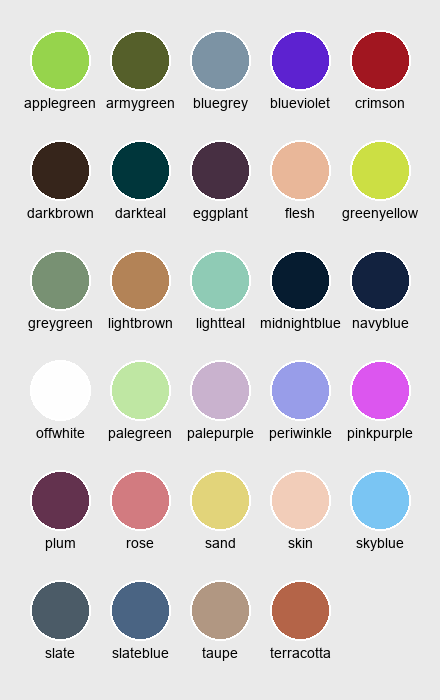 applegreen armygreen bluegrey blueviolet crimson
darkbrown darkteal eggplant flesh greenyellow
greygreen lightbrown lightteal midnightblue navyblue
offwhite palegreen palepurple periwinkle pinkpurple
plum rose sand skin skyblue
slate slateblue taupe terracotta